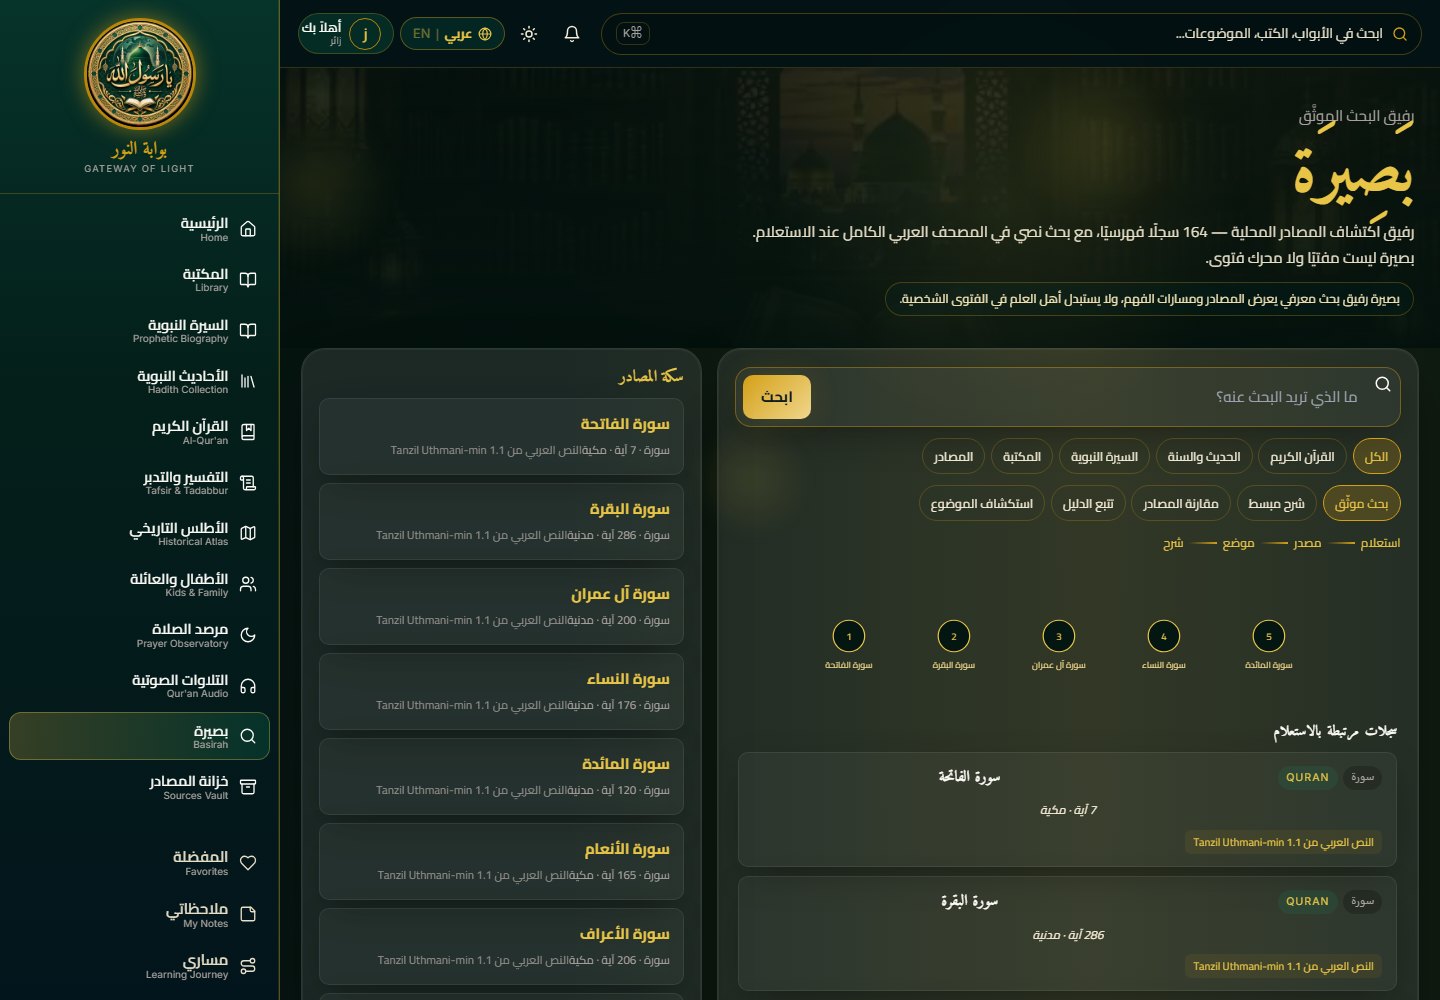 ابحث في الأبواب، الكتب، الموضوعات...
K⌘
عربي | EN
ز
أهلاً بك
زائر
يا رسول الله
بوابة النور
GATEWAY OF LIGHT
الرئيسية
Home
المكتبة
Library
السيرة النبوية
Prophetic Biography
الأحاديث النبوية
Hadith Collection
القرآن الكريم
Al-Qur'an
التفسير والتدبر
Tafsir & Tadabbur
الأطلس التاريخي
Historical Atlas
الأطفال والعائلة
Kids & Family
مرصد الصلاة
Prayer Observatory
التلاوات الصوتية
Qur'an Audio
بصيرة
Basirah
خزانة المصادر
Sources Vault
المفضلة
Favorites
ملاحظاتي
My Notes
مساري
Learning Journey
رفيق البحث الموثَّق
بَصِيرَة
رفيق اكتشاف المصادر المحلية — 164 سجلًا فهرسيًا، مع بحث نصي في المصحف العربي الكامل عند الاستعلام.
بصيرة ليست مفتيًا ولا محرك فتوى.
بصيرة رفيق بحث معرفي يعرض المصادر ومسارات الفهم، ولا يستبدل أهل العلم في الفتوى الشخصية.
ما الذي تريد البحث عنه؟
ابحث
الكل
القرآن الكريم
الحديث والسنة
السيرة النبوية
المكتبة
المصادر
بحث موثّق
شرح مبسط
مقارنة المصادر
تتبع الدليل
استكشاف الموضوع
استعلام
مصدر
موضع
شرح
5
4
3
2
1
سورة المائدة
سورة النساء
سورة آل عمران
سورة البقرة
سورة الفاتحة
سجلات مرتبطة بالاستعلام
سورة
QURAN
سورة الفاتحة
7 آية · مكية
النص العربي من Tanzil Uthmani-min 1.1
سورة
QURAN
سورة البقرة
286 آية · مدنية
النص العربي من Tanzil Uthmani-min 1.1
سكة المصادر
سورة الفاتحة
سورة · 7 آية · مكيةالنص العربي من Tanzil Uthmani-min 1.1
سورة البقرة
سورة · 286 آية · مدنيةالنص العربي من Tanzil Uthmani-min 1.1
سورة آل عمران
سورة · 200 آية · مدنيةالنص العربي من Tanzil Uthmani-min 1.1
سورة النساء
سورة · 176 آية · مدنيةالنص العربي من Tanzil Uthmani-min 1.1
سورة المائدة
سورة · 120 آية · مدنيةالنص العربي من Tanzil Uthmani-min 1.1
سورة الأنعام
سورة · 165 آية · مكيةالنص العربي من Tanzil Uthmani-min 1.1
سورة الأعراف
سورة · 206 آية · مكيةالنص العربي من Tanzil Uthmani-min 1.1